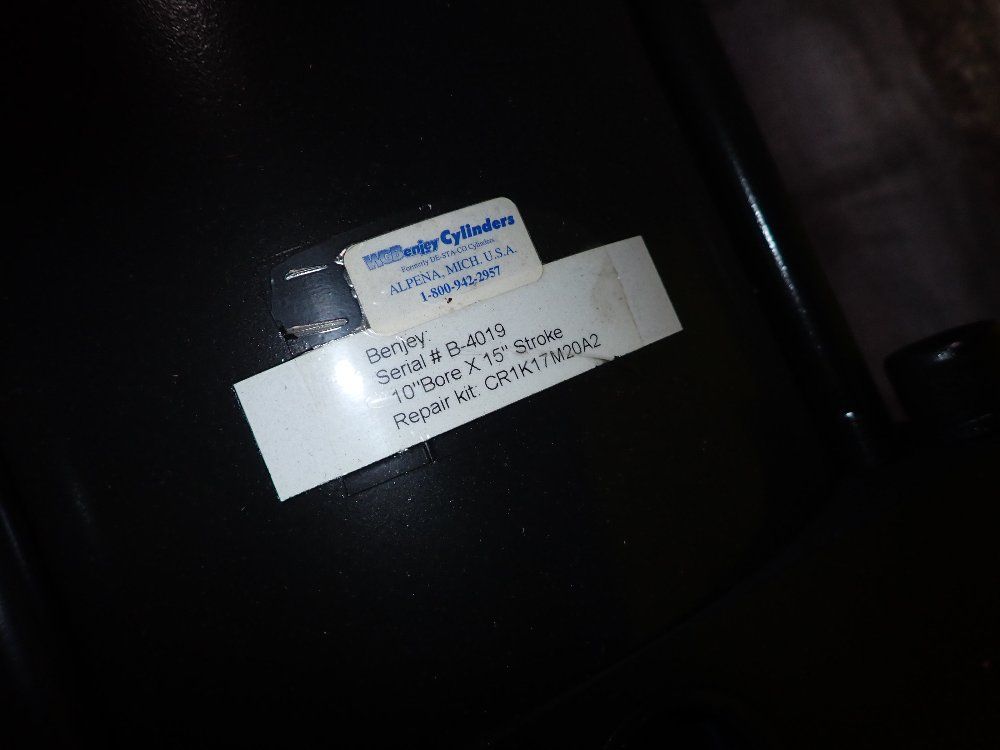 WGBenjey Cylinders
Formerly DE-STA-CO Cylinders
ALPENA, MICH. U.S.A.
1-800-942-2957
Benjey:
Serial # B-4019
10"Bore X 15" Stroke
Repair kit: CR1K17M20A2